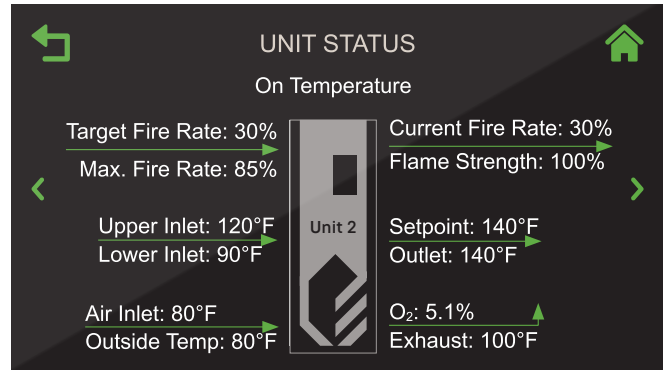 UNIT STATUS
On Temperature
Target Fire Rate: 30%
Max. Fire Rate: 85%
Current Fire Rate: 30%
Flame Strength: 100%
Upper Inlet: 120°F
Lower Inlet: 90°F
Unit 2
Setpoint: 140°F
Outlet: 140°F
Air Inlet: 80°F
Outside Temp: 80°F
O₂: 5.1%
Exhaust: 100°F